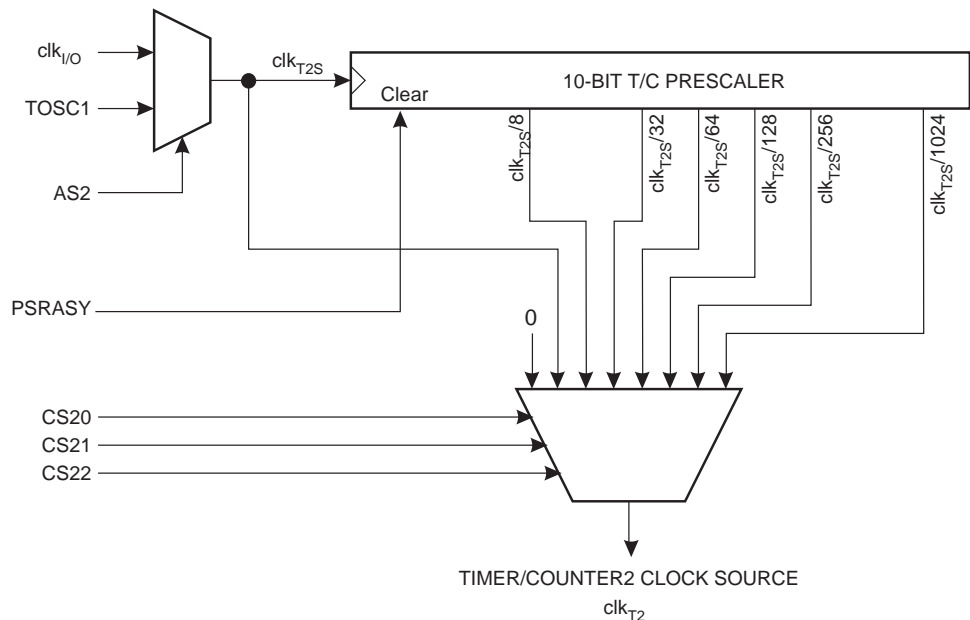 clkI/O
TOSC1
AS2
PSRASY
clkT2S
10-BIT T/C PRESCALER
Clear
clkT2S/8
clkT2S/32
clkT2S/64
clkT2S/128
clkT2S/256
clkT2S/1024
0
CS20
CS21
CS22
TIMER/COUNTER2 CLOCK SOURCE
clkT2